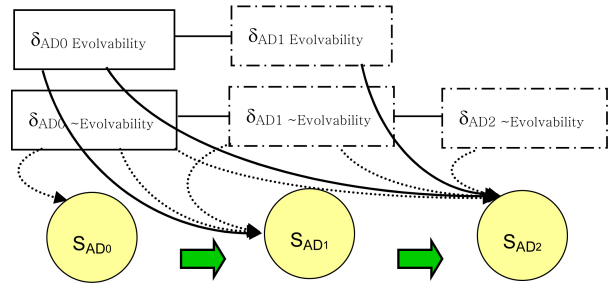 δAD0 Evolvability
δAD1 Evolvability
δAD0 ~Evolvability
δAD1 ~Evolvability
δAD2 ~Evolvability
SAD0
SAD1
SAD2